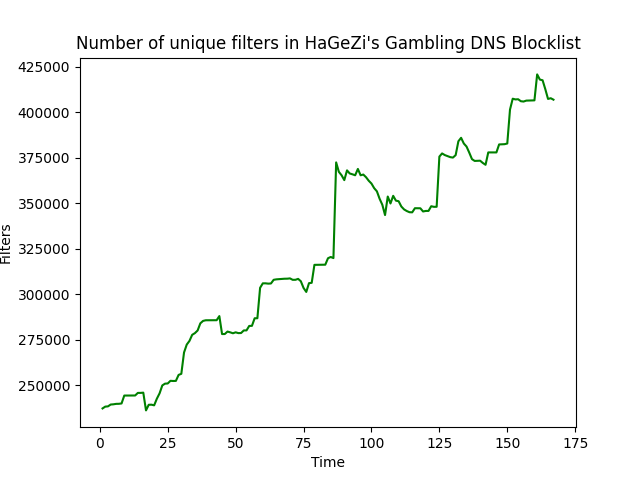 Number of unique filters in HaGeZi's Gambling DNS Blocklist
425000
400000
375000
350000
325000
300000
275000
250000
Filters
0 25 50 75 100 125 150 175
Time